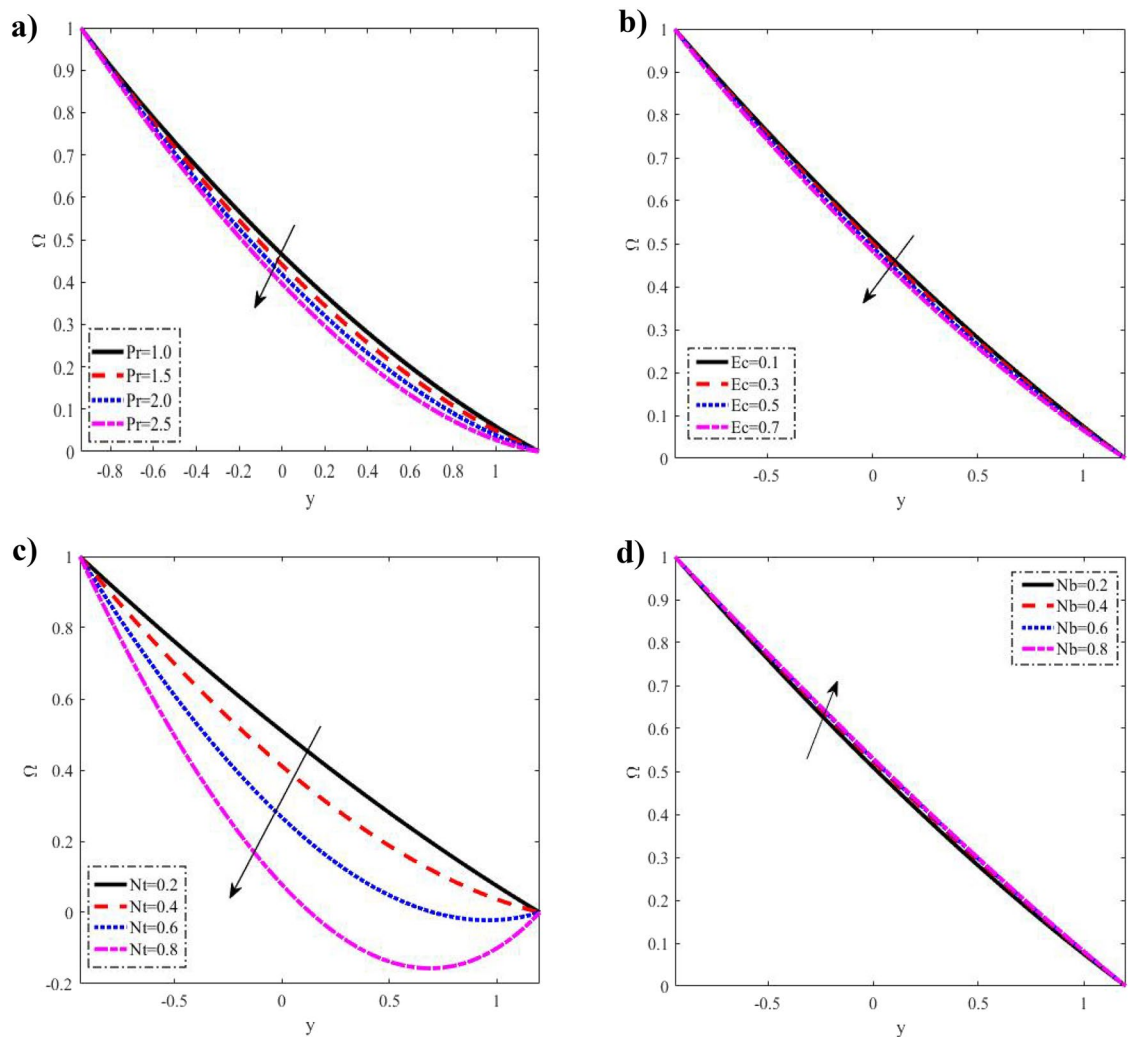 a)
1
0.9
0.8
0.7
0.6
0.5
0.4
0.3
0.2
0.1
0
Ω
Pr=1.0
Pr=1.5
Pr=2.0
Pr=2.5
-0.8 -0.6 -0.4 -0.2 0 0.2 0.4 0.6 0.8 1
y
b)
1
0.9
0.8
0.7
0.6
0.5
0.4
0.3
0.2
0.1
0
Ω
Ec=0.1
Ec=0.3
Ec=0.5
Ec=0.7
-0.5 0 0.5 1
y
c)
1
0.8
0.6
0.4
0.2
0
-0.2
Ω
Nt=0.2
Nt=0.4
Nt=0.6
Nt=0.8
-0.5 0 0.5 1
y
d)
1
0.9
0.8
0.7
0.6
0.5
0.4
0.3
0.2
0.1
0
Ω
Nb=0.2
Nb=0.4
Nb=0.6
Nb=0.8
-0.5 0 0.5 1
y